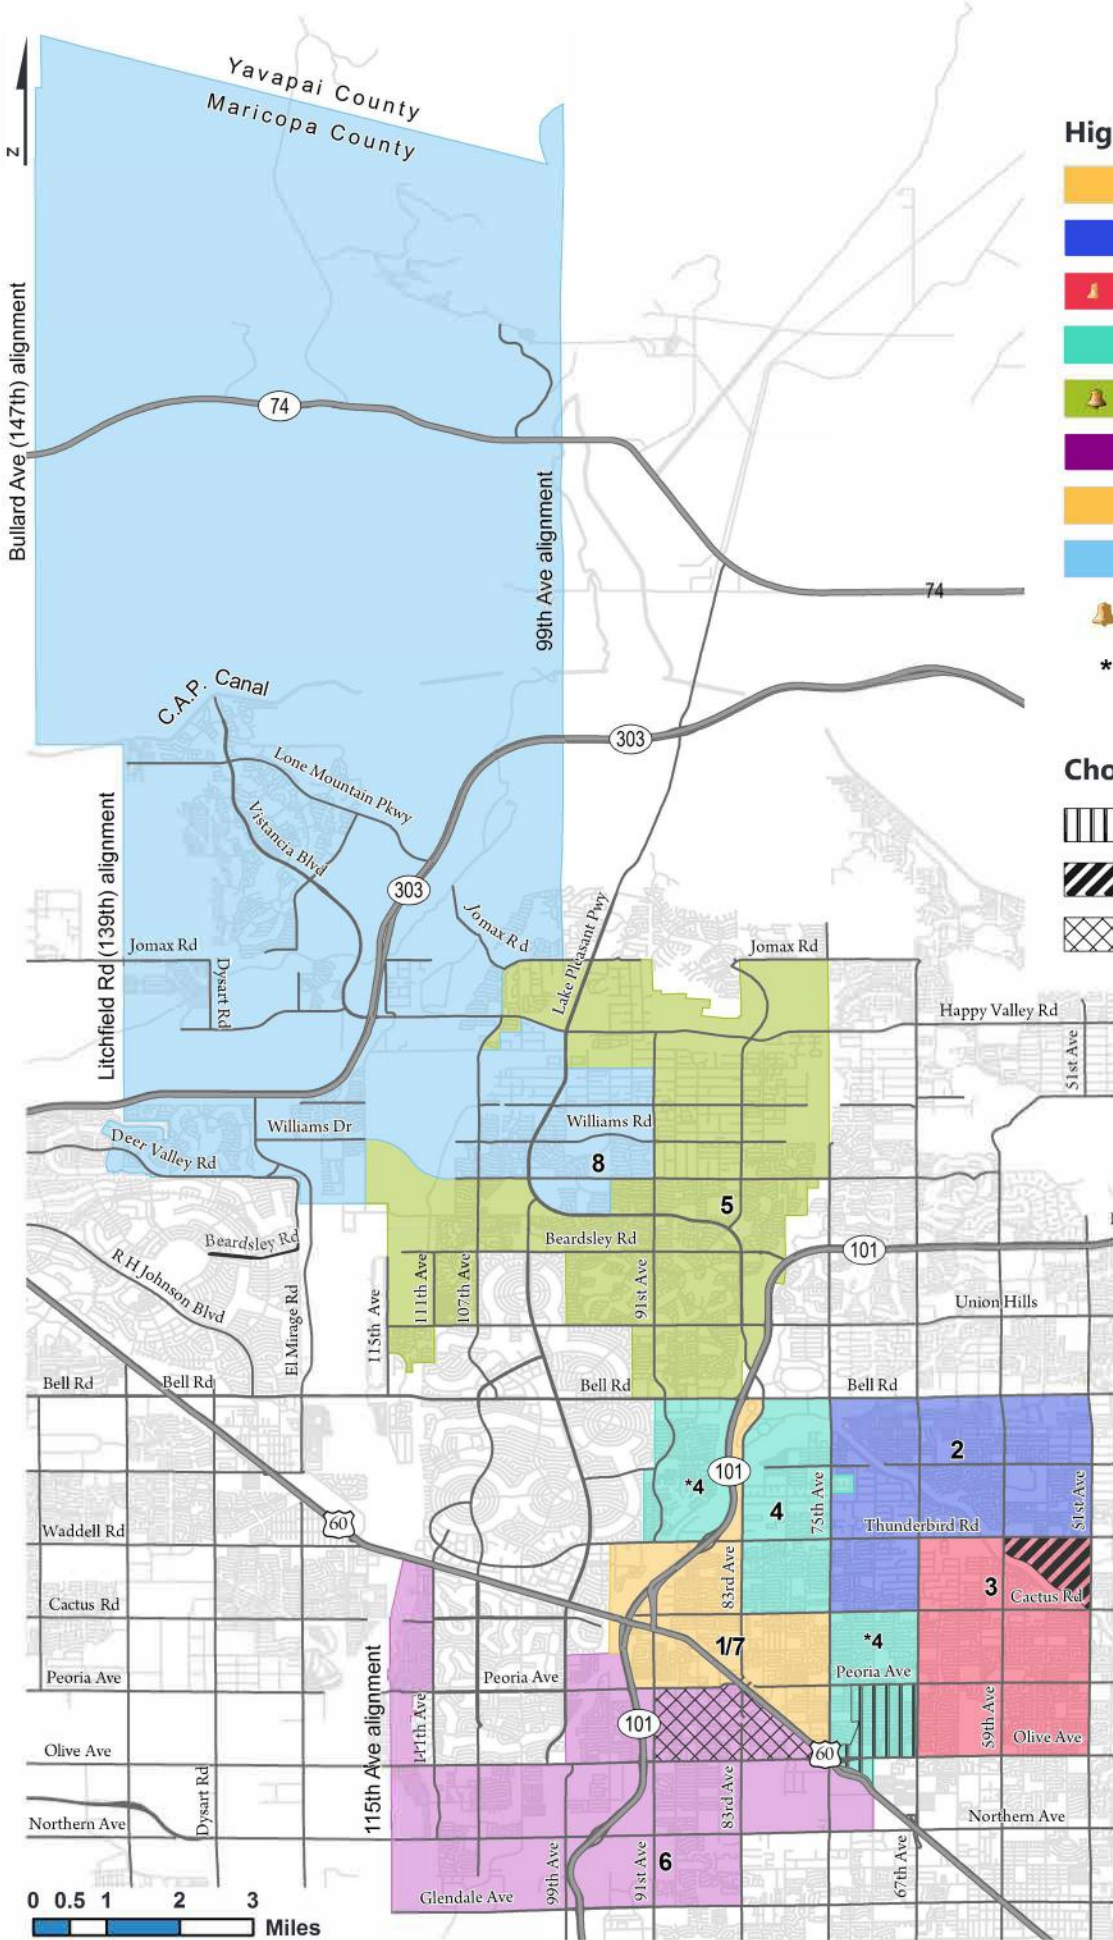 Yavapai County
Maricopa County
Z
Hig
Bullard Ave (147th) alignment
74
99th Ave alignment
74
*
C.A.P. Canal
303
Lone Mountain Pkwy
Vistancia Blvd
Cho
Litchfield Rd (139th) alignment
303
Jomax Rd
Jomax Rd
Lake Pleasant Pwy
Jomax Rd
Dysart Rd
Happy Valley Rd
51st Ave
Williams Dr
Williams Rd
Deer Valley Rd
8
5
Beardsley Rd
Beardsley Rd
101
R H Johnson Blvd
El Mirage Rd
115th Ave
111th Ave
107th Ave
91st Ave
Union Hills
Bell Rd
Bell Rd
Bell Rd
Bell Rd
2
101
*4
4
75th Ave
51st Ave
Waddell Rd
60
Thunderbird Rd
83rd Ave
3
Cactus Rd
Cactus Rd
1/7
*4
Peoria Ave
Peoria Ave
Peoria Ave
115th Ave alignment
111th Ave
101
59th Ave
Olive Ave
Olive Ave
60
Dysart Rd
83rd Ave
Northern Ave
Northern Ave
99th Ave
91st Ave
6
67th Ave
Glendale Ave
0 0.5 1 2 3
Miles